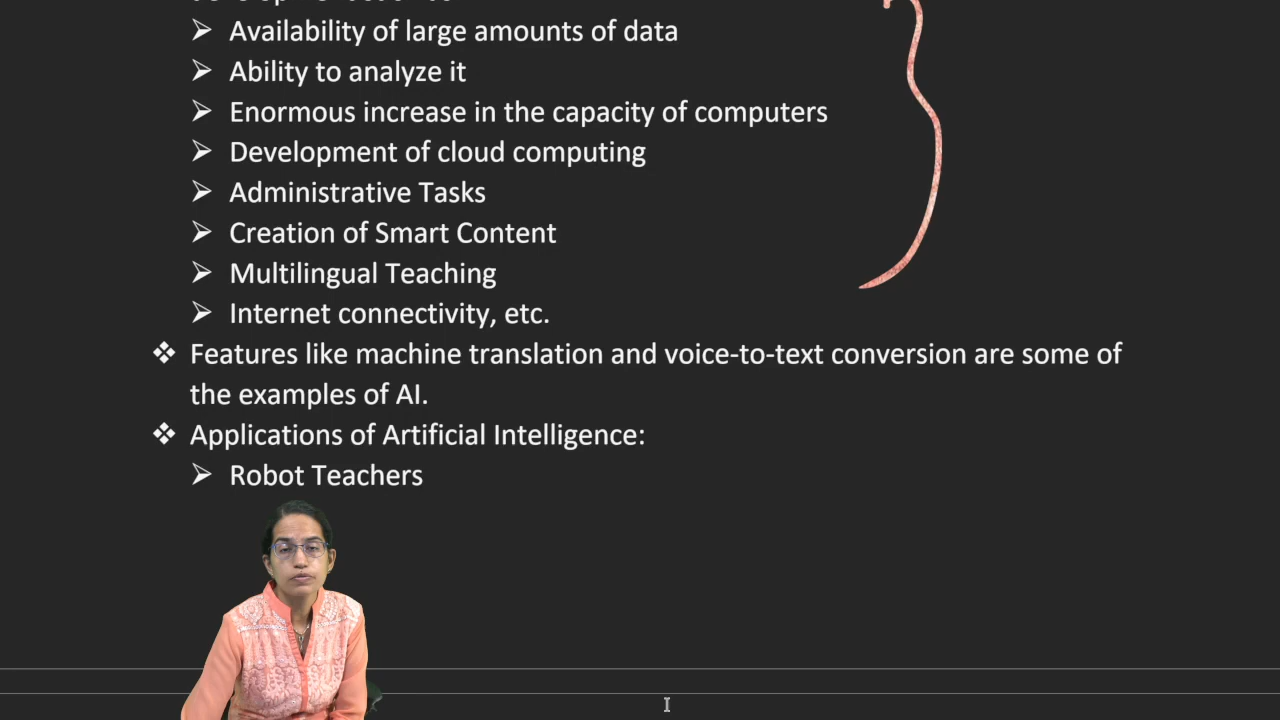 ➢ Availability of large amounts of data
➢ Ability to analyze it
➢ Enormous increase in the capacity of computers
➢ Development of cloud computing
➢ Administrative Tasks
➢ Creation of Smart Content
➢ Multilingual Teaching
➢ Internet connectivity, etc.
❖ Features like machine translation and voice-to-text conversion are some of
the examples of AI.
❖ Applications of Artificial Intelligence:
➢ Robot Teachers